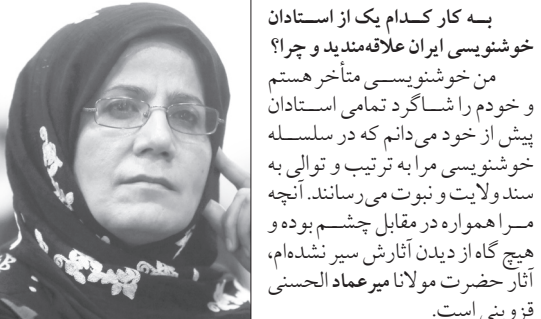 به کار کدام یک از استادان
خوشنویسی ایران علاقه‌مندید و چرا؟
من خوشنویسی متأخر هستم
و خودم را شاگرد تمامی استادان
پیش از خود می‌دانم که در سلسله
خوشنویسی مرا به ترتیب و توالی به
سند ولایت و نبوت می‌رسانند. آنچه
مرا همواره در مقابل چشم بوده و
هیچ گاه از دیدن آثارش سیر نشده‌ام،
آثار حضرت مولانا میرعماد الحسنی
قزوینی است.